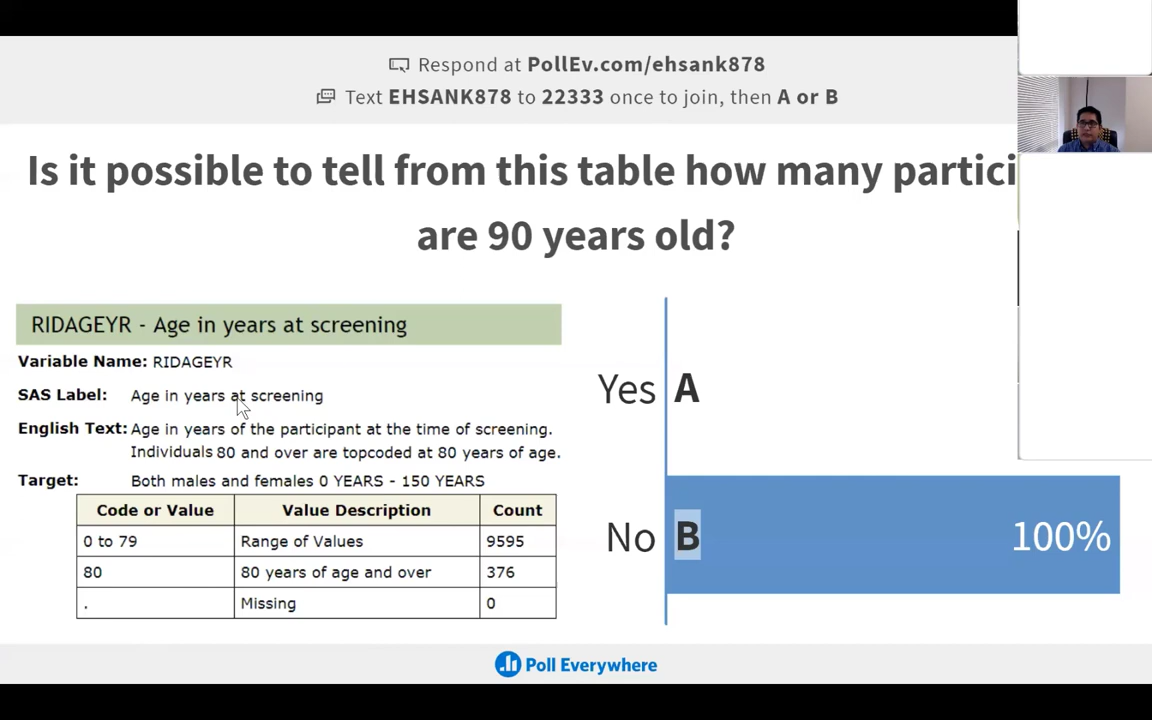 Respond at PollEv.com/ehsank878
Text EHSANK878 to 22333 once to join, then A or B
Is it possible to tell from this table how many partici
are 90 years old?
RIDAGEYR - Age in years at screening
Variable Name: RIDAGEYR
SAS Label: Age in years at screening
English Text: Age in years of the participant at the time of screening.
Individuals 80 and over are topcoded at 80 years of age.
Target: Both males and females 0 YEARS - 150 YEARS
Code or Value Value Description Count
0 to 79 Range of Values 9595
80 80 years of age and over 376
. Missing 0
Yes A
No B 100%
Poll Everywhere